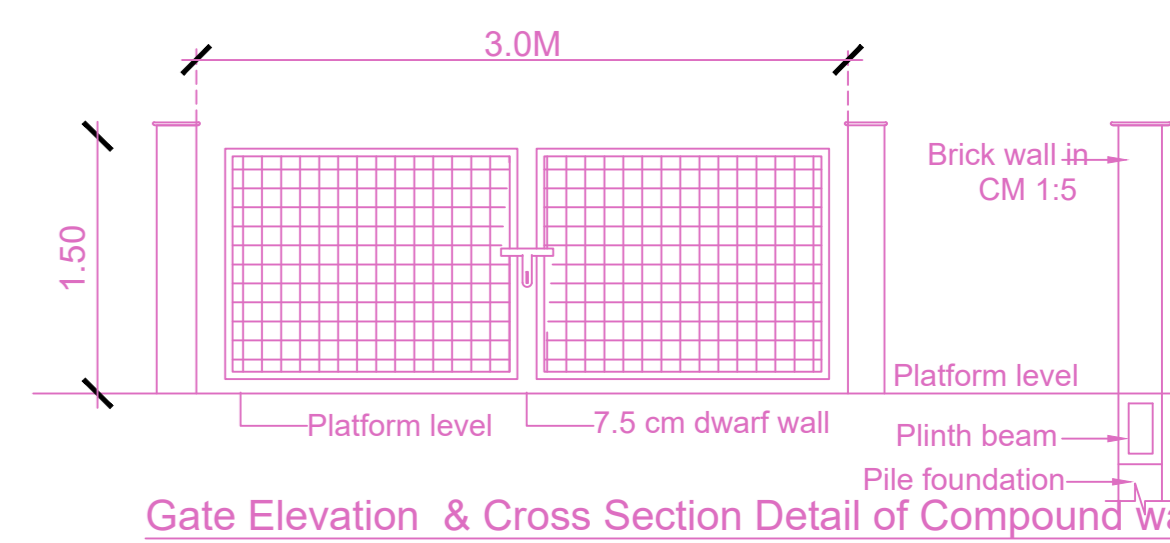 3.0M
1.50
Brick wall in
CM 1:5
Platform level
Platform level
7.5 cm dwarf wall
Plinth beam
Pile foundation
Gate Elevation & Cross Section Detail of Compound